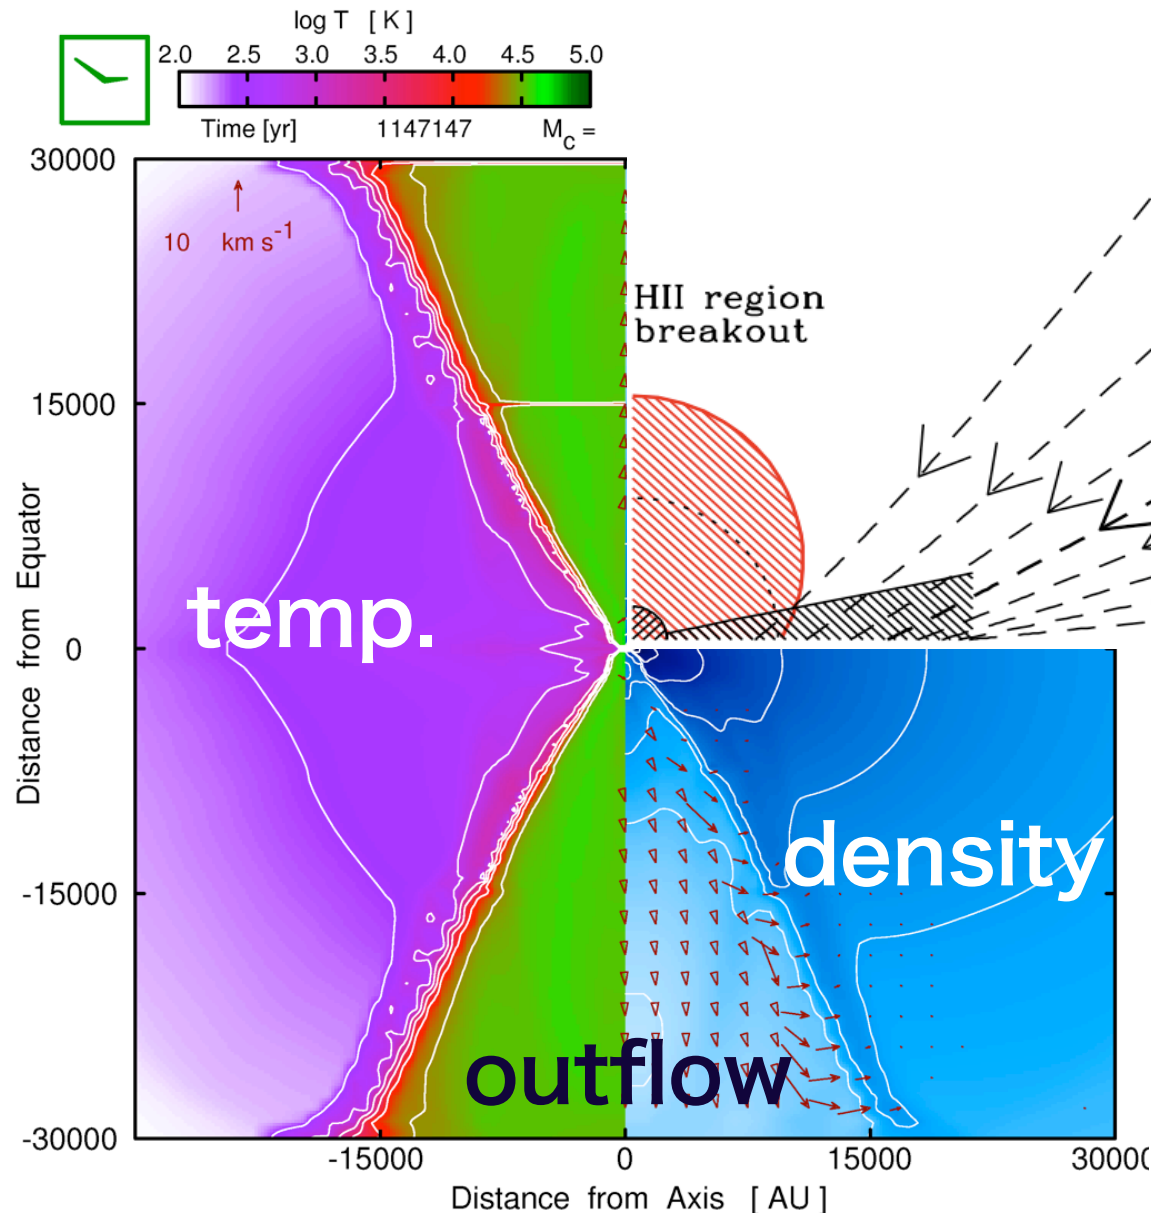 log T [ K ]
2.0 2.5 3.0 3.5 4.0 4.5 5.0
Time [yr] 1147147 M_c =
30000
10 km s^-1
HII region
breakout
15000
Distance from Equator
temp.
0
density
-15000
outflow
-30000
-15000 0 15000 3000
Distance from Axis [ AU ]